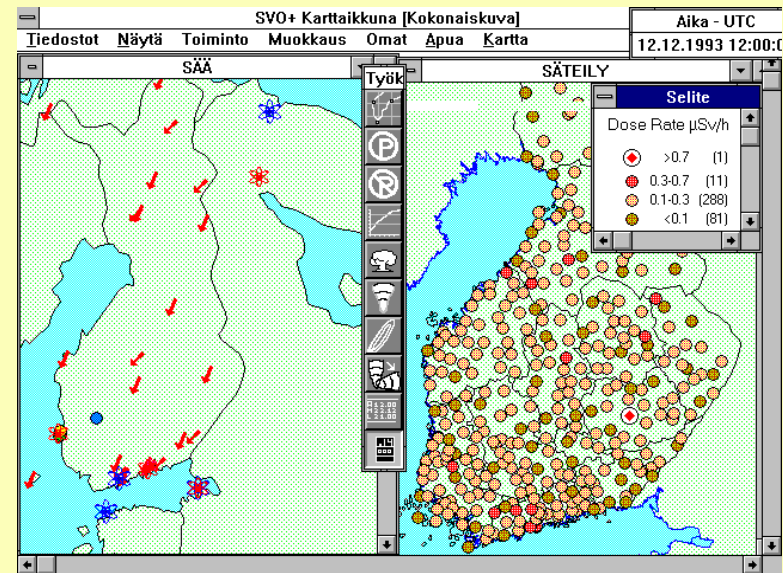 SVO+ Karttaikkuna [Kokonaiskuva]
Aika - UTC
Tiedostot Näytä Toiminto Muokkaus Omat Apua Kartta
12.12.1993 12:00:0
SÄÄ
Työk
SÄTEILY
Selite
Dose Rate µSv/h
>0.7 (1)
0.3-0.7 (11)
0.1-0.3 (288)
<0.1 (81)
P
R